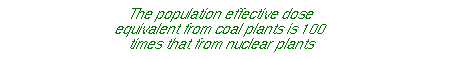 The population effective dose
equivalent from coal plants is 100
times that from nuclear plants